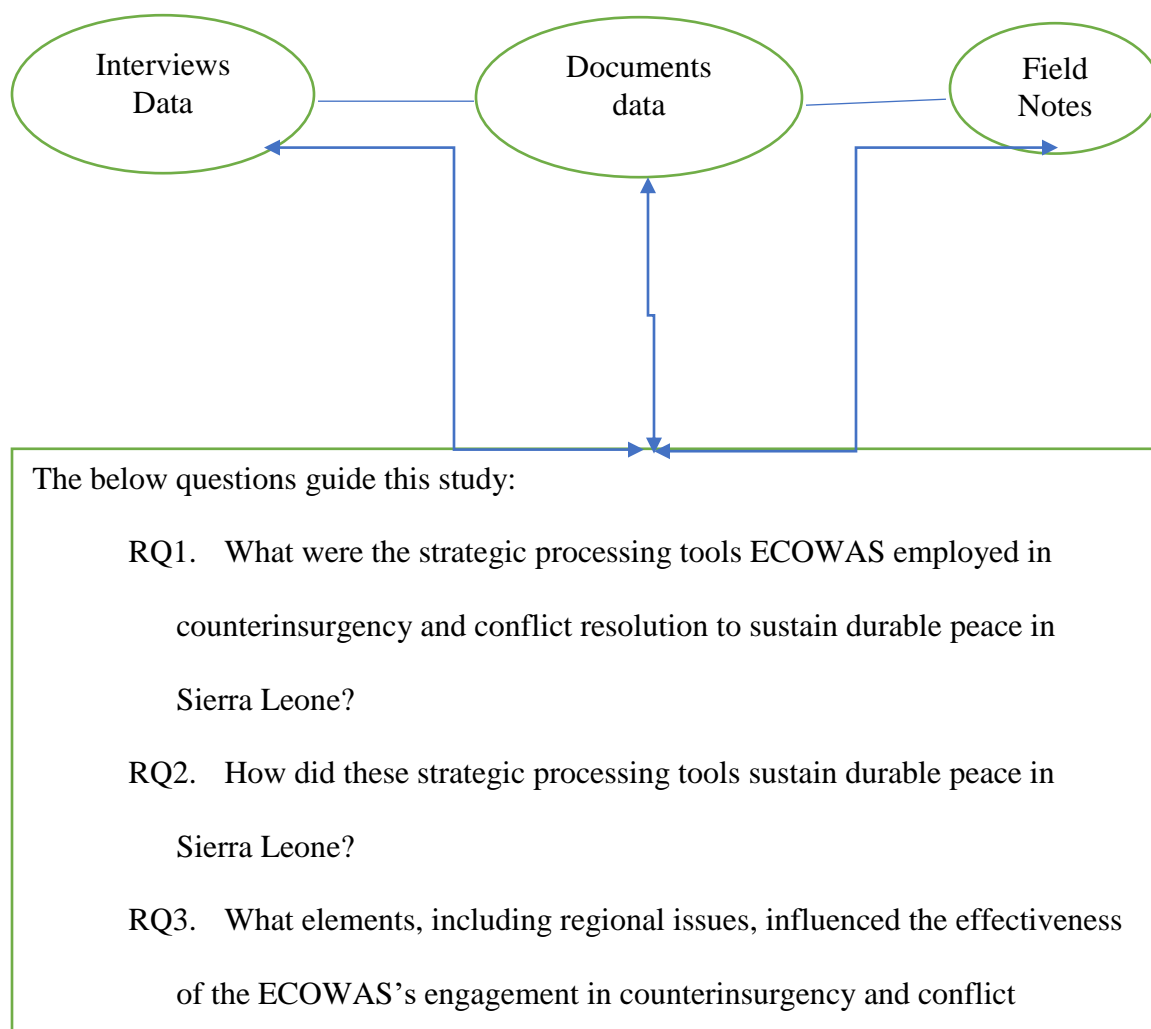 Interviews
Data
Documents
data
Field
Notes
The below questions guide this study:
RQ1. What were the strategic processing tools ECOWAS employed in
counterinsurgency and conflict resolution to sustain durable peace in
Sierra Leone?
RQ2. How did these strategic processing tools sustain durable peace in
Sierra Leone?
RQ3. What elements, including regional issues, influenced the effectiveness
of the ECOWAS’s engagement in counterinsurgency and conflict